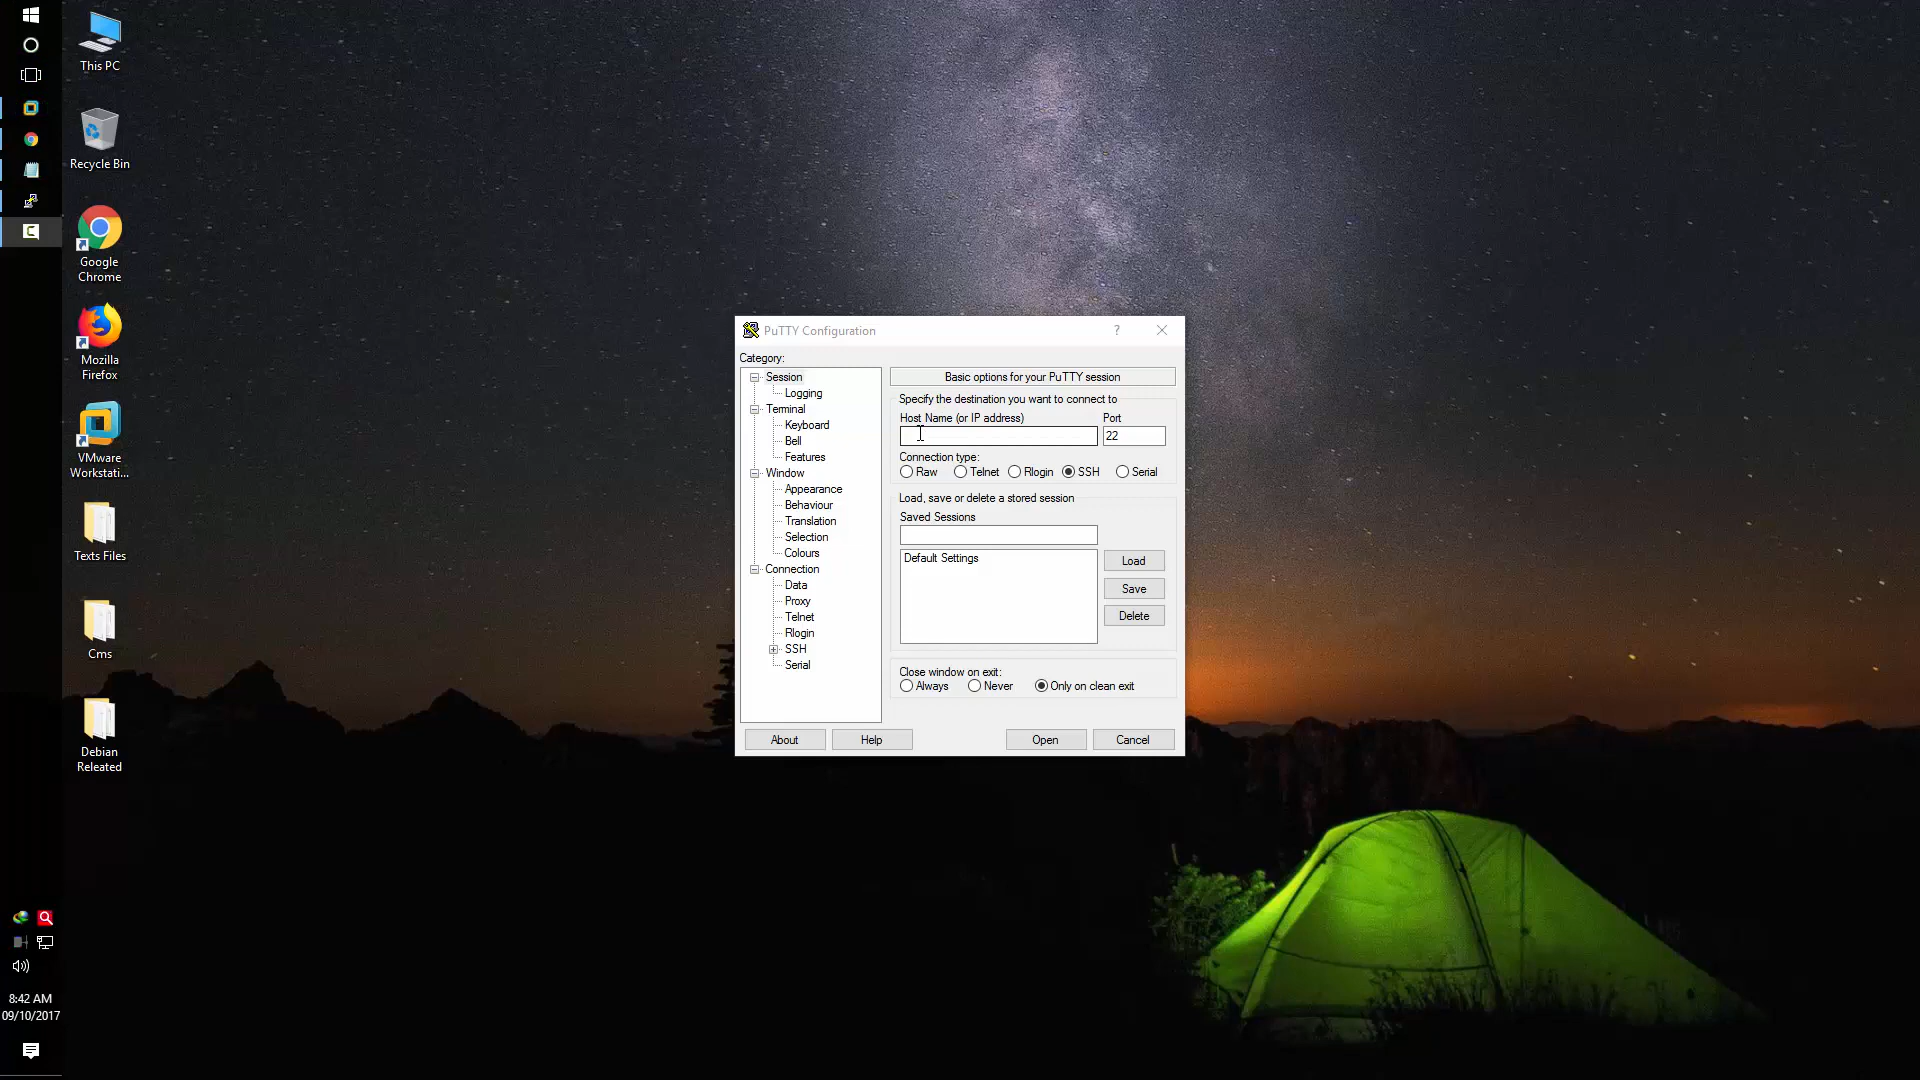 This PC
Recycle Bin
Google
Chrome
Mozilla
Firefox
VMware
Workstati...
Texts Files
Cms
Debian
Releated
8:42 AM
09/10/2017
PuTTY Configuration
?
Category:
Session
Logging
Terminal
Keyboard
Bell
Features
Window
Appearance
Behaviour
Translation
Selection
Colours
Connection
Data
Proxy
Telnet
Rlogin
SSH
Serial
Basic options for your PuTTY session
Specify the destination you want to connect to
Host Name (or IP address) Port
22
Connection type:
Raw Telnet Rlogin SSH Serial
Load, save or delete a stored session
Saved Sessions
Default Settings
Load
Save
Delete
Close window on exit:
Always Never Only on clean exit
About Help Open Cancel